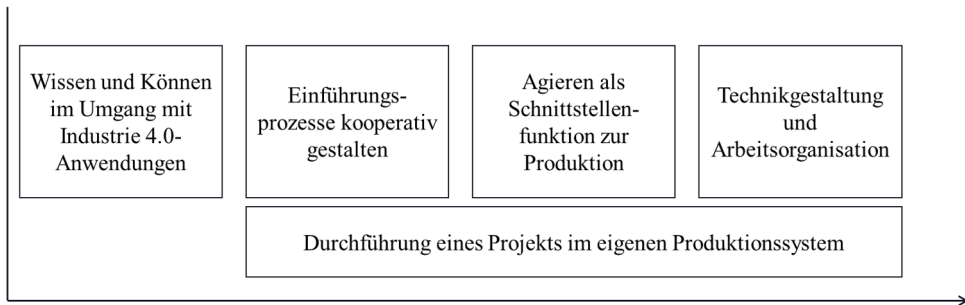 Wissen und Können
im Umgang mit
Industrie 4.0-
Anwendungen
Einführungs-
prozesse kooperativ
gestalten
Agieren als
Schnittstellen-
funktion zur
Produktion
Technikgestaltung
und
Arbeitsorganisation
Durchführung eines Projekts im eigenen Produktionssystem